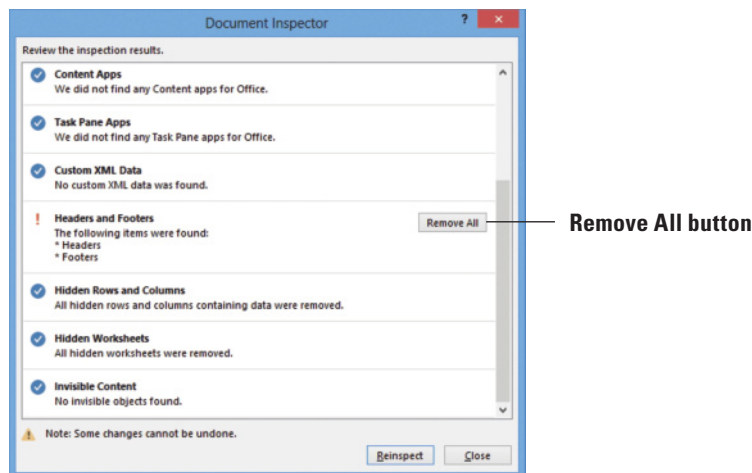 Document Inspector
?
×
Review the inspection results.
Content Apps
We did not find any Content apps for Office.
Task Pane Apps
We did not find any Task Pane apps for Office.
Custom XML Data
No custom XML data was found.
! Headers and Footers
Remove All
Remove All button
The following items were found:
* Headers
* Footers
Hidden Rows and Columns
All hidden rows and columns containing data were removed.
Hidden Worksheets
All hidden worksheets were removed.
Invisible Content
No invisible objects found.
Note: Some changes cannot be undone.
Reinspect
Close